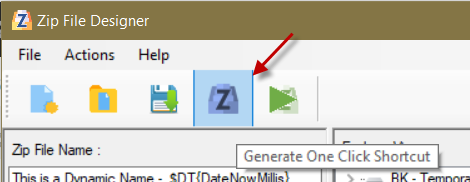 Zip File Designer
File Actions Help
Generate One Click Shortcut
Zip File Name :
This is a Dynamic Name - $DT{DateNowMillis}
BK - Tempora